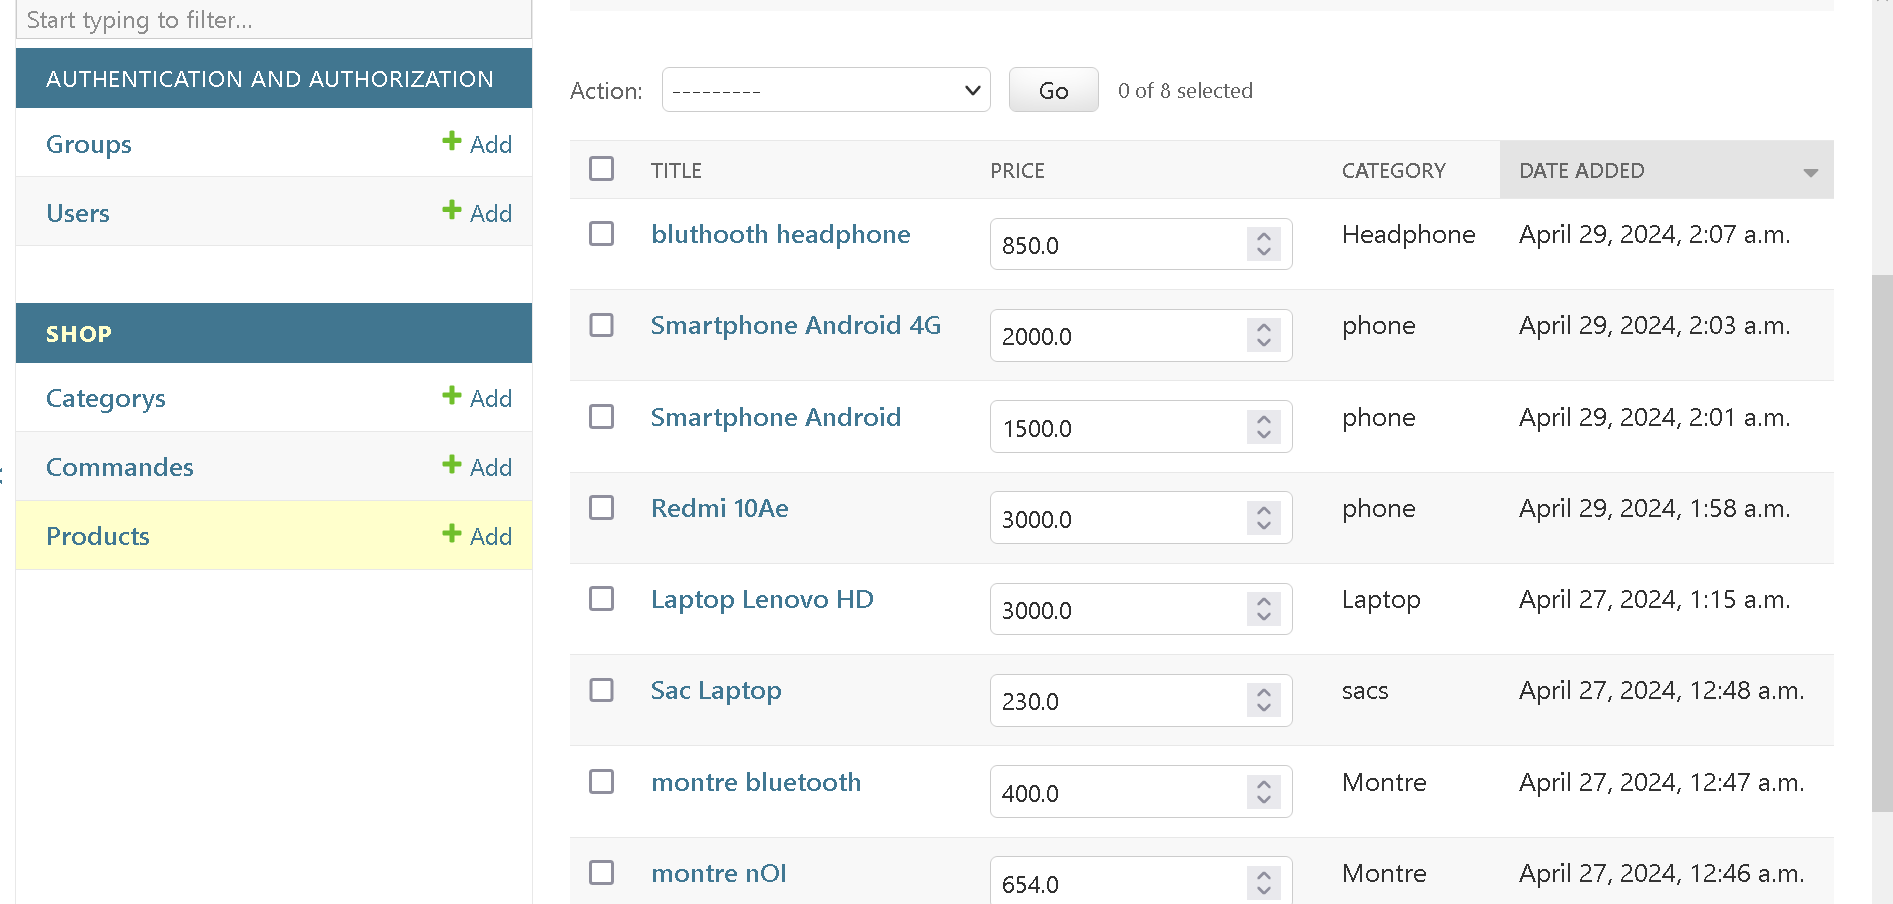 Start typing to filter...
AUTHENTICATION AND AUTHORIZATION
Groups Add
Users Add
SHOP
Categorys Add
Commandes Add
Products Add
Action: --------- Go 0 of 8 selected
TITLE PRICE CATEGORY DATE ADDED
bluthooth headphone 850.0 Headphone April 29, 2024, 2:07 a.m.
Smartphone Android 4G 2000.0 phone April 29, 2024, 2:03 a.m.
Smartphone Android 1500.0 phone April 29, 2024, 2:01 a.m.
Redmi 10Ae 3000.0 phone April 29, 2024, 1:58 a.m.
Laptop Lenovo HD 3000.0 Laptop April 27, 2024, 1:15 a.m.
Sac Laptop 230.0 sacs April 27, 2024, 12:48 a.m.
montre bluetooth 400.0 Montre April 27, 2024, 12:47 a.m.
montre nOl 654.0 Montre April 27, 2024, 12:46 a.m.